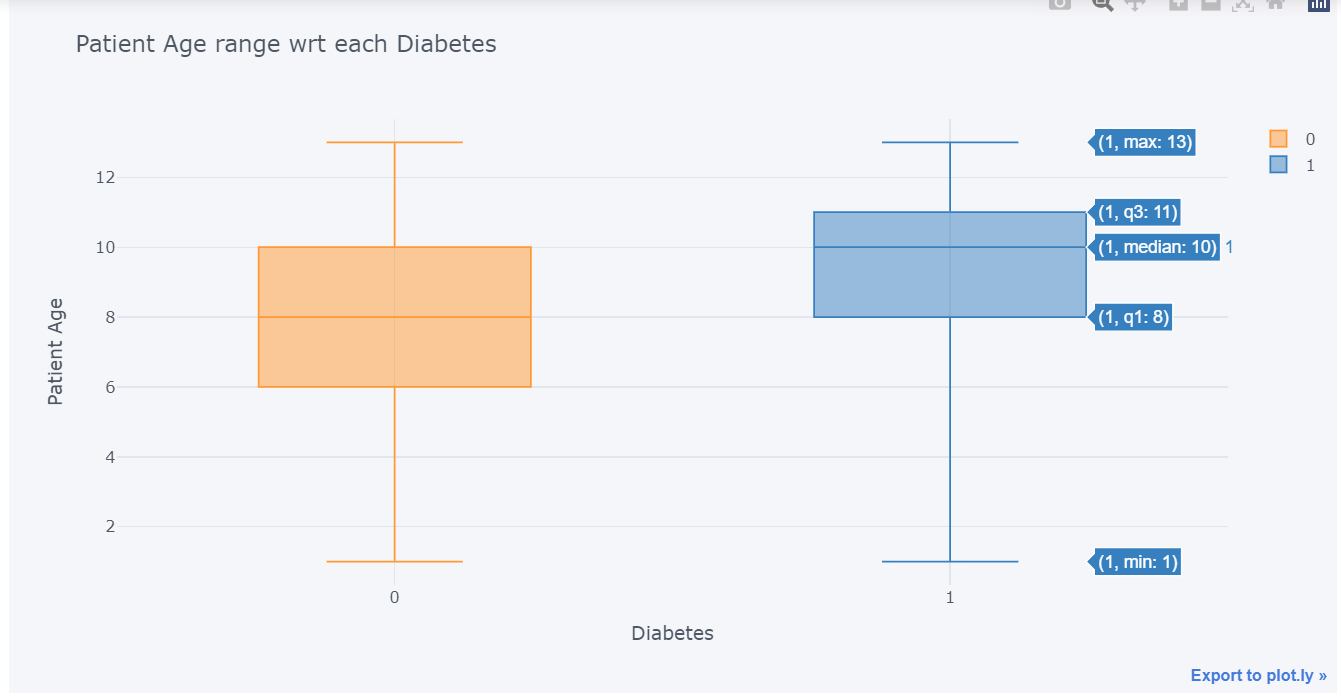 Patient Age range wrt each Diabetes
(1, max: 13)
0
1
12
(1, q3: 11)
10
(1, median: 10) 1
8
(1, q1: 8)
Patient Age
6
4
2
(1, min: 1)
0
1
Diabetes
Export to plot.ly »